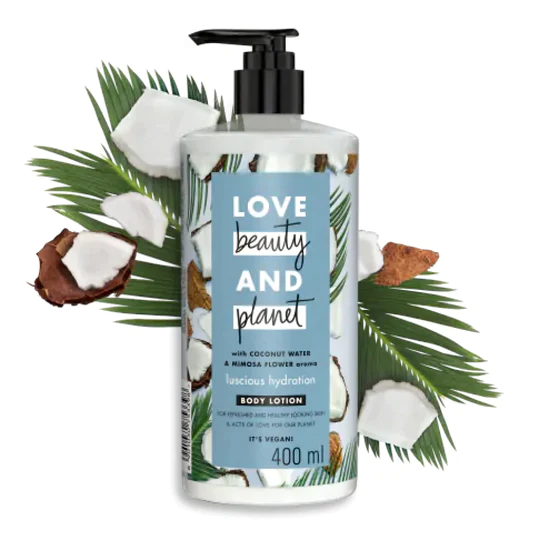 LOVE
beauty
AND
planet
with COCONUT WATER
& MIMOSA FLOWER aroma
luscious hydration
BODY LOTION
FOR REFRESHED AND HEALTHY LOOKING SKIN
& ACTS OF LOVE FOR OUR PLANET
IT'S VEGAN!
400 ml